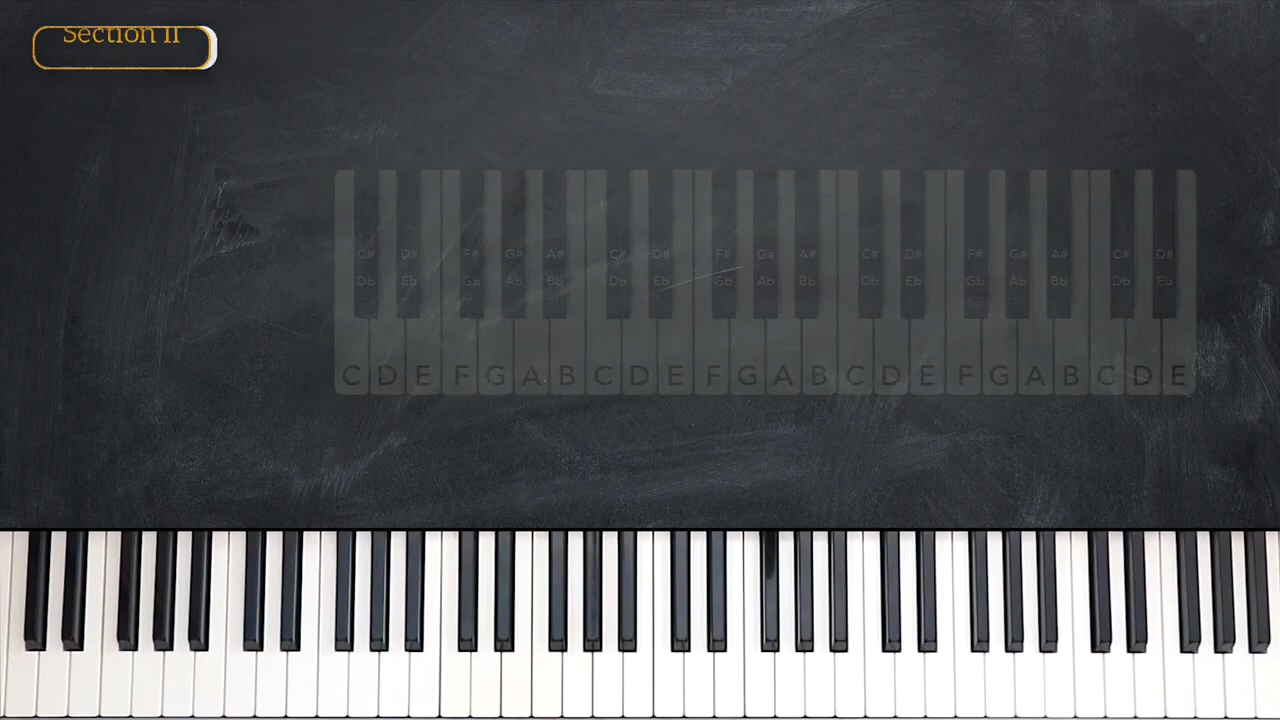 Section II
C# D# F# G# A# C# D# F# G# A# C# D# F# G# A# C# D#
Db Eb Gb Ab Bb Db Eb Gb Ab Bb Db Eb Gb Ab Bb Db Eb
C D E F G A B C D E F G A B C D E F G A B C D E